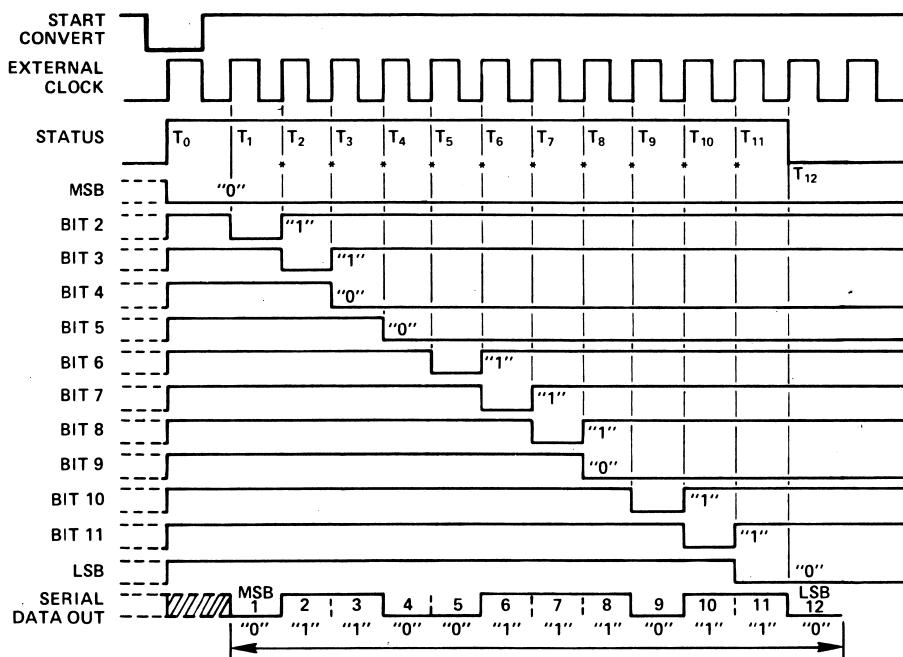 START
CONVERT
EXTERNAL
CLOCK
STATUS T0 T1 T2 T3 T4 T5 T6 T7 T8 T9 T10 T11
* * * * * * * * * *
T12
MSB "0"
BIT 2 "1"
BIT 3 "1"
BIT 4 "0"
BIT 5 "0"
BIT 6 "1"
BIT 7 "1"
BIT 8 "1"
BIT 9 "0"
BIT 10 "1"
BIT 11 "1"
LSB "0"
SERIAL MSB LSB
DATA OUT 1 2 3 4 5 6 7 8 9 10 11 12
"0" "1" "1" "0" "0" "1" "1" "1" "0" "1" "1" "0"